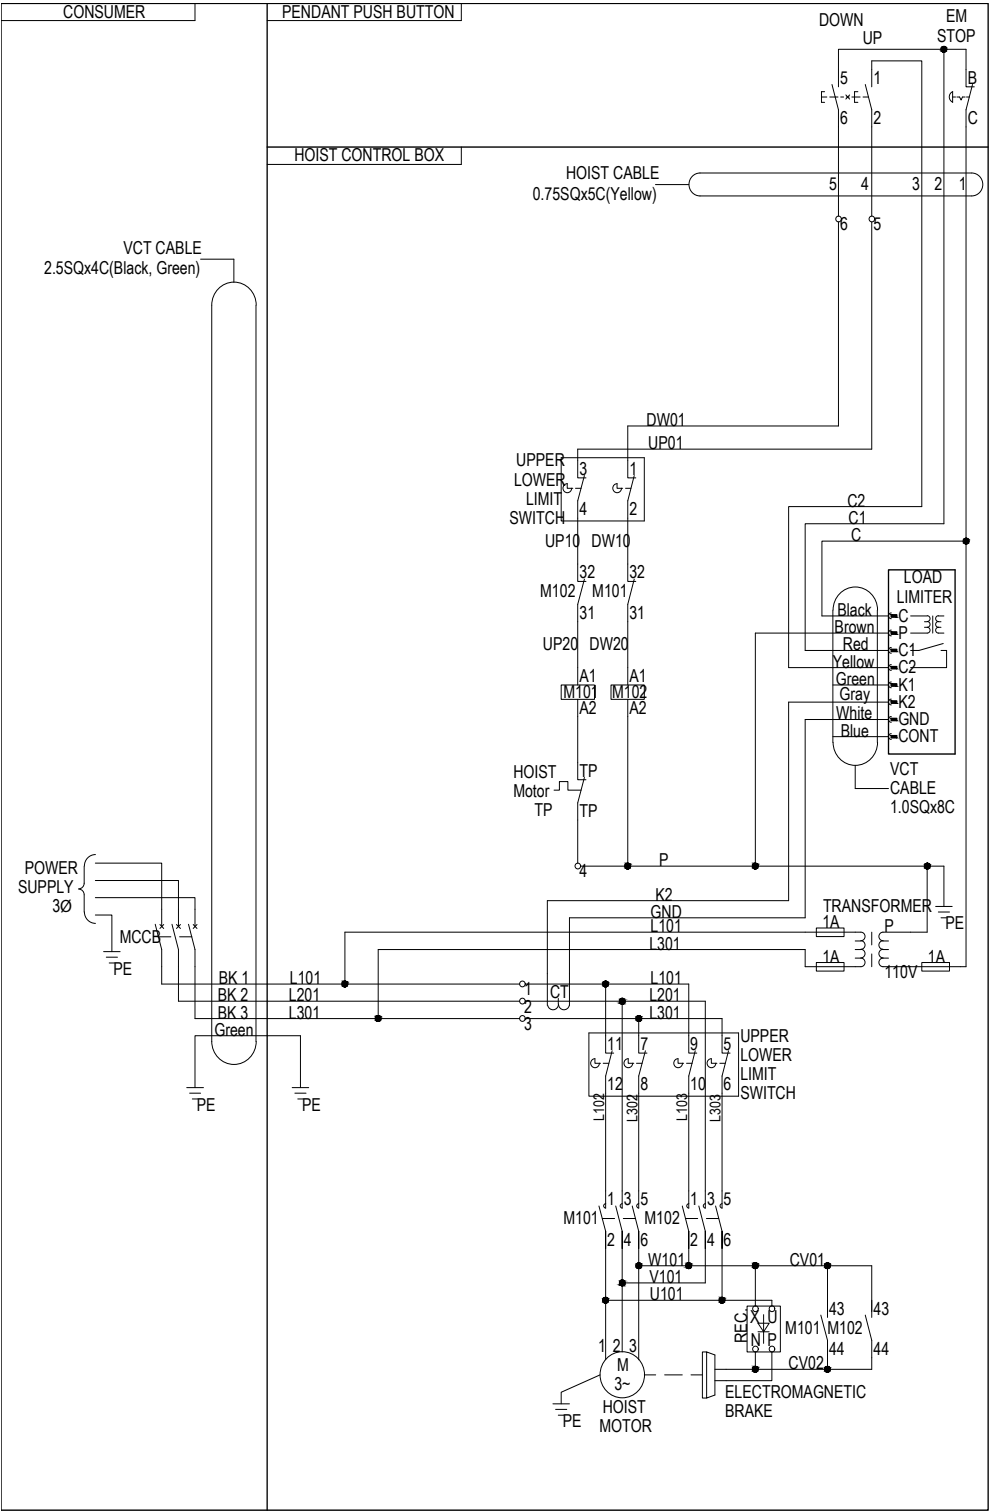 CONSUMER
PENDANT PUSH BUTTON
DOWN
UP
EM
STOP
5
1
B
6
2
C
HOIST CONTROL BOX
HOIST CABLE
0.75SQx5C(Yellow)
5
4
3
2
1
6
5
VCT CABLE
2.5SQx4C(Black, Green)
DW01
UP01
UPPER
LOWER
LIMIT
SWITCH
3
1
4
2
UP10
DW10
C2
C1
C
32
32
M102
M101
31
31
UP20
DW20
A1
A1
M101
M102
A2
A2
LOAD
LIMITER
Black
C
Brown
P
Red
C1
Yellow
C2
Green
K1
Gray
K2
White
GND
Blue
CONT
VCT
CABLE
1.0SQx8C
HOIST
Motor
TP
TP
TP
4
P
POWER
SUPPLY
3Ø
MCCB
PE
K2
GND
L101
L301
TRANSFORMER
1A
P
PE
1A
110V
1A
BK 1
L101
1
CT
L101
BK 2
L201
2
L201
BK 3
L301
3
L301
Green
PE
PE
11
7
9
5
12
8
10
6
UPPER
LOWER
LIMIT
SWITCH
L102
L302
L103
L303
1
3
5
1
3
5
M101
M102
2
4
6
2
4
6
W101
CV01
V101
U101
REC
X
U
N
P
43
43
M101
M102
44
44
CV02
1
2
3
M
3~
PE
HOIST
MOTOR
ELECTROMAGNETIC
BRAKE